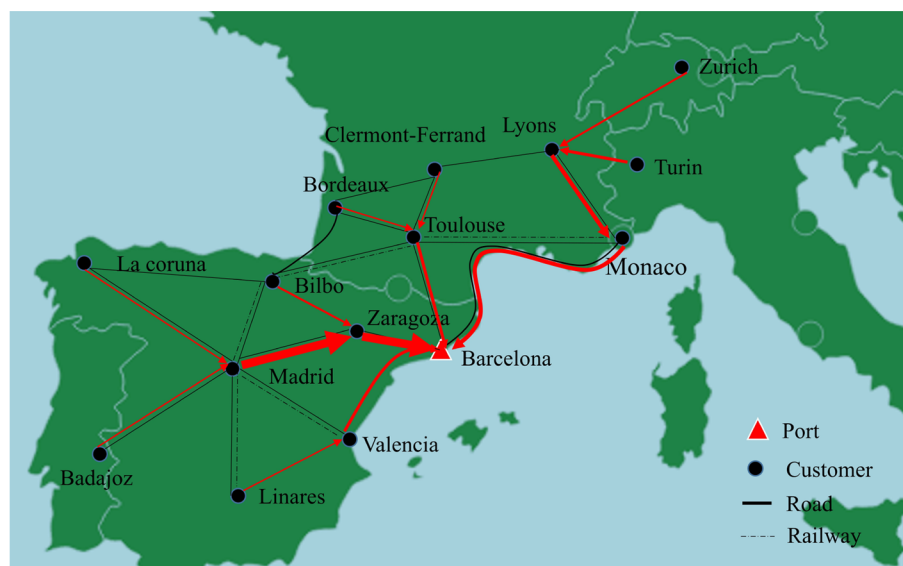 Zurich
Lyons
Clermont-Ferrand
Turin
Bordeaux
Toulouse
Monaco
La coruna
Bilbo
Zaragoza
Barcelona
Madrid
Valencia
Badajoz
Linares
Port
Customer
Road
Railway